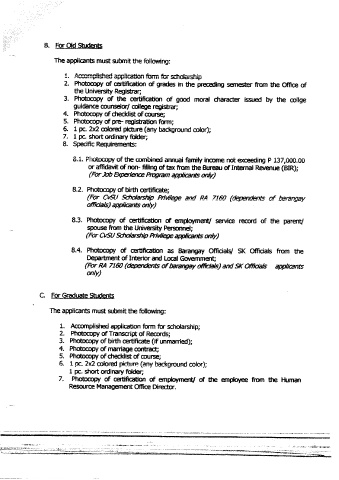 B. For Old Students
The applicants must submit the following:
1. Accomplished application form for scholarship
2. Photocopy of certification of grades in the preceding semester from the Office of
the University Registrar;
3. Photocopy of the certification of good moral character issued by the collge
guidance counselor/ college registrar;
4. Photocopy of checklist of course;
5. Photocopy of pre- registration form;
6. 1 pc. 2x2 colored picture (any background color);
7. 1 pc. short ordinary folder;
8. Specific Requirements:
8.1. Photocopy of the combined annual family income not exceeding P 137,000.00
or affidavit of non- filling of tax from the Bureau of Internal Revenue (BIR);
(For Job Experience Program applicants only)
8.2. Photocopy of birth certificate;
(For CvSU Scholarship Privilege and RA 7160 (dependents of barangay
officials) applicants only)
8.3. Photocopy of certification of employment/ service record of the parent/
spouse from the University Personnel;
(For CvSU Scholarship Privilege applicants only)
8.4. Photocopy of certification as Barangay Officials/ SK Officials from the
Department of Interior and Local Government;
(For RA 7160 (dependents of barangay officials) and SK Officials applicants
only)
C. For Graduate Students
The applicants must submit the following:
1. Accomplished application form for scholarship;
2. Photocopy of Transcript of Records;
3. Photocopy of birth certificate (if unmarried);
4. Photocopy of marriage contract;
5. Photocopy of checklist of course;
6. 1 pc. 2x2 colored picture (any background color);
1 pc. short ordinary folder;
7. Photocopy of certification of employment/ of the employee from the Human
Resource Management Office Director.